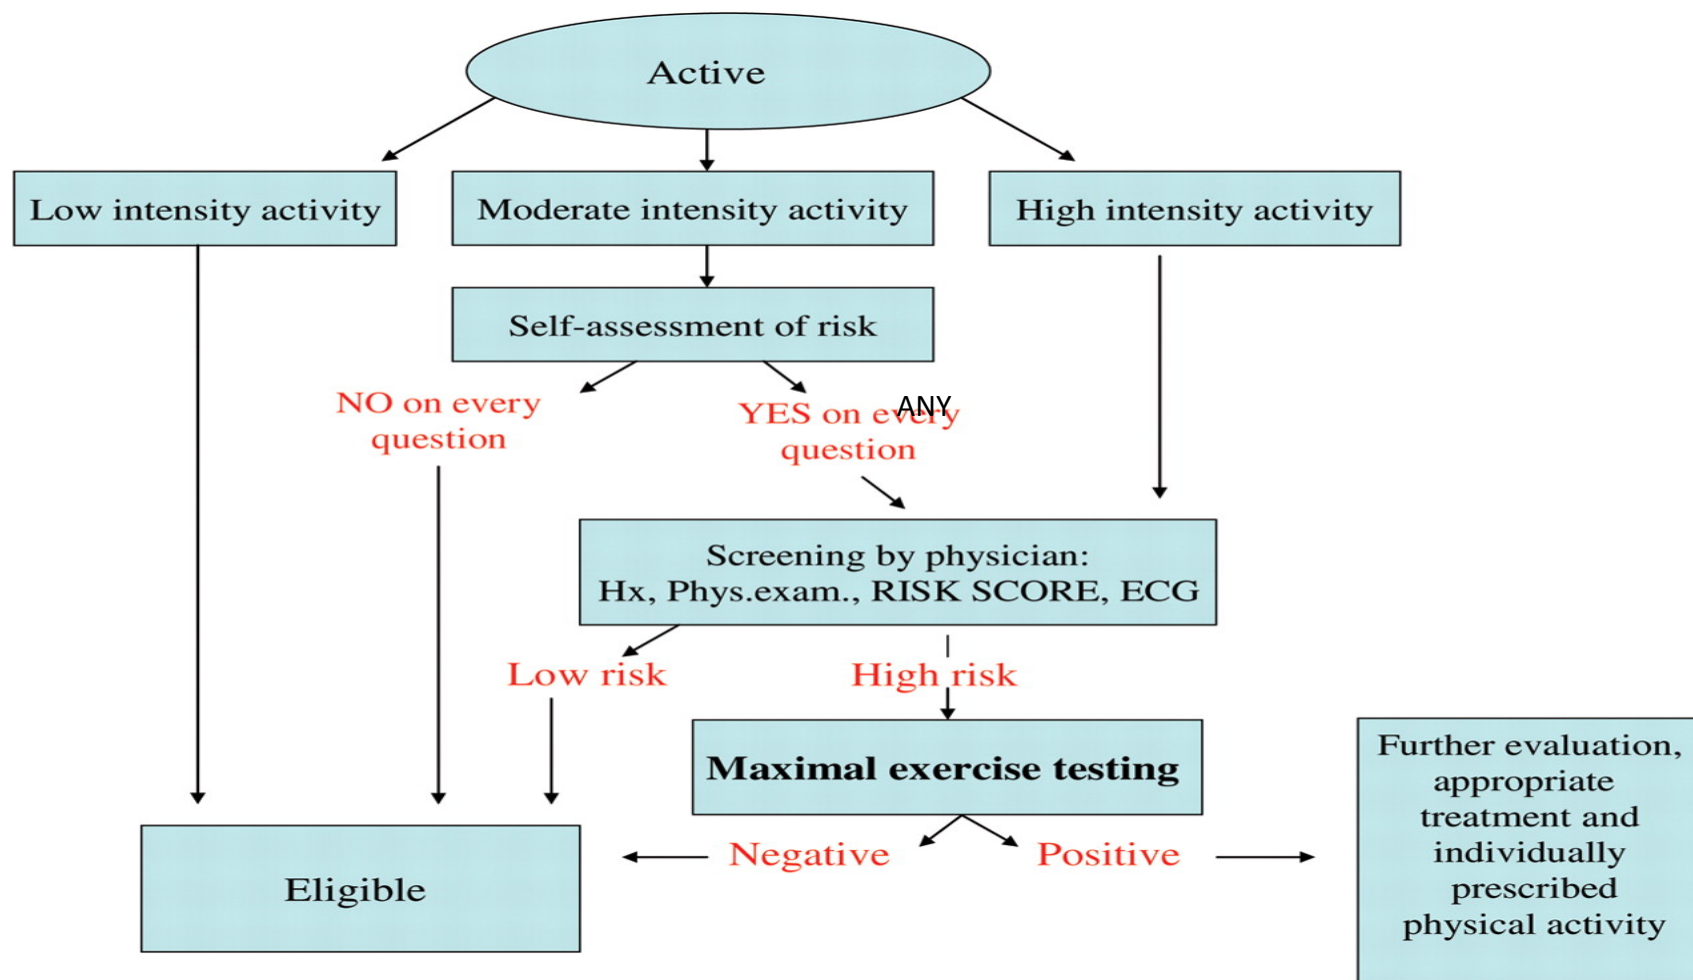 Active
Low intensity activity
Moderate intensity activity
High intensity activity
Self-assessment of risk
NO on every
question
ANY
YES on every
question
Screening by physician:
Hx, Phys.exam., RISK SCORE, ECG
Low risk
High risk
Maximal exercise testing
Negative
Positive
Eligible
Further evaluation,
appropriate
treatment and
individually
prescribed
physical activity